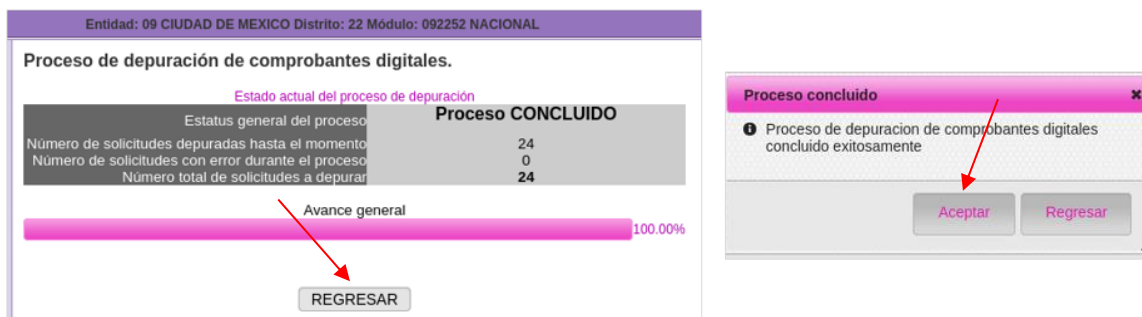 Entidad: 09 CIUDAD DE MEXICO Distrito: 22 Módulo: 092252 NACIONAL
Proceso de depuración de comprobantes digitales.
Estado actual del proceso de depuración
Estatus general del proceso Proceso CONCLUIDO
Número de solicitudes depuradas hasta el momento 24
Número de solicitudes con error durante el proceso 0
Número total de solicitudes a depurar 24
Avance general
100.00%
REGRESAR
Proceso concluido
Proceso de depuracion de comprobantes digitales
concluido exitosamente
Aceptar Regresar